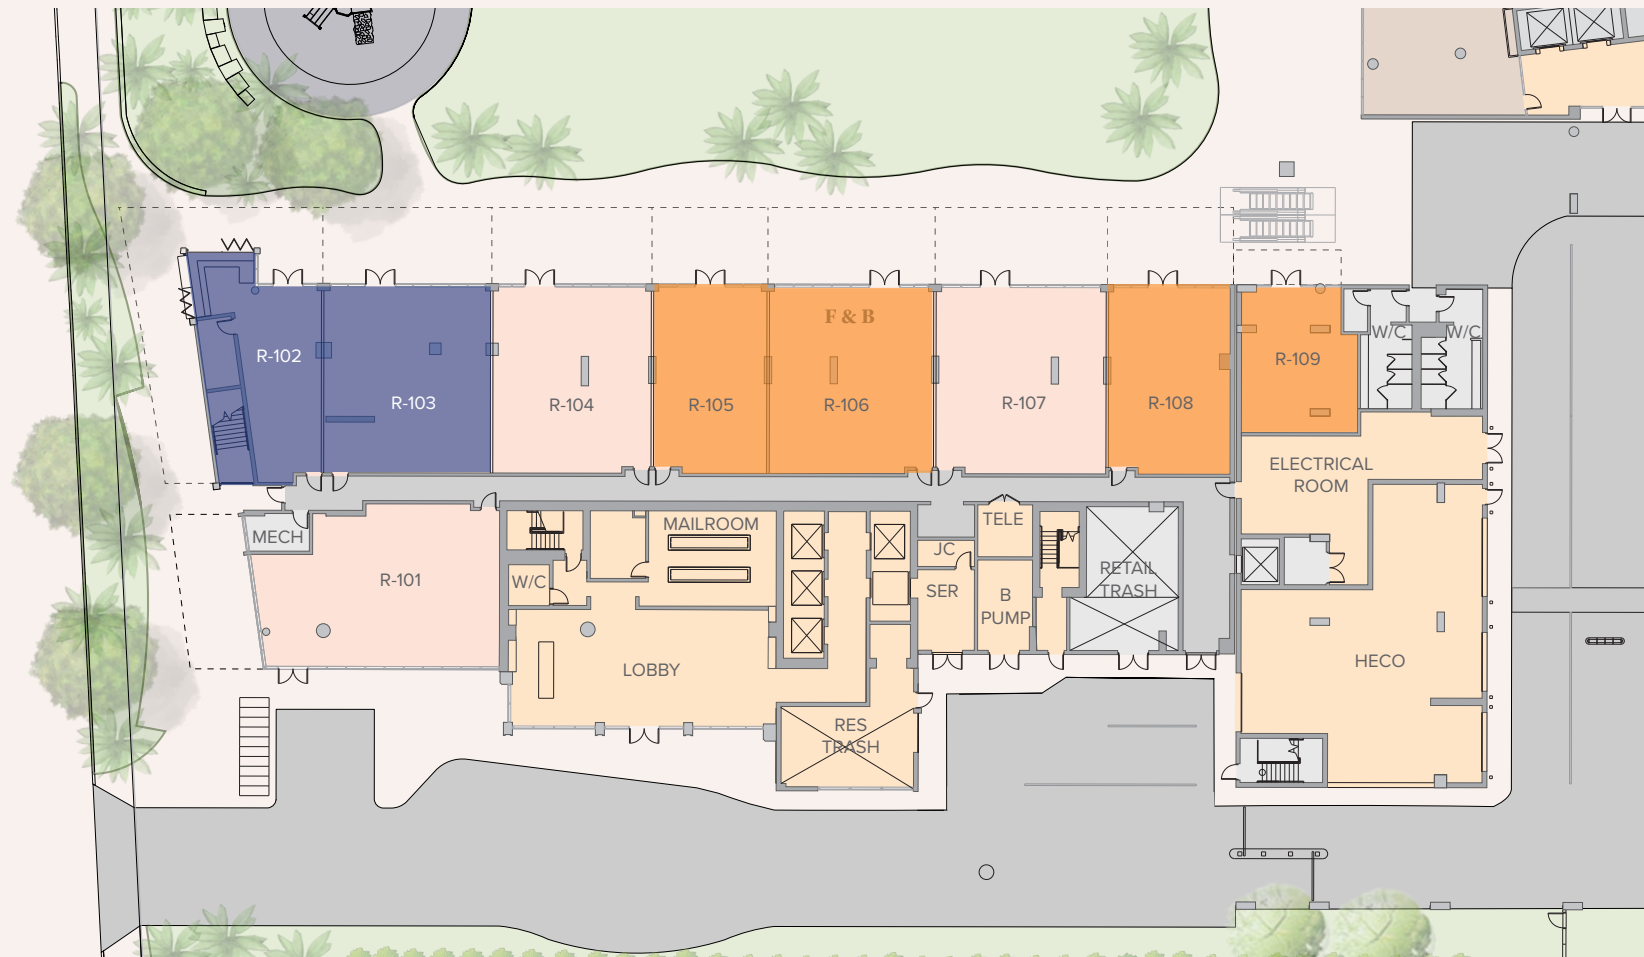 F & B
W/C
W/C
R-102
R-109
R-103
R-104
R-105
R-106
R-107
R-108
ELECTRICAL
ROOM
MECH
MAILROOM
TELE
JC
R-101
W/C
SER
B
PUMP
RETAIL
TRASH
LOBBY
HECO
RES
TRASH